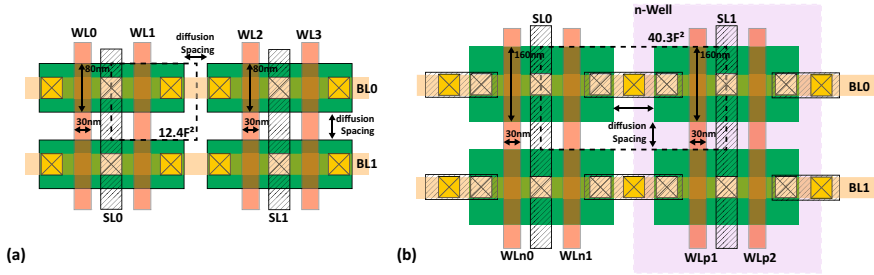 WL0
WL1
diffusion
Spacing
WL2
WL3
80nm
80nm
BL0
30nm
30nm
diffusion
Spacing
12.4F²
BL1
SL0
SL1
(a)
n-Well
SL0
SL1
40.3F²
160nm
160nm
BL0
30nm
diffusion
Spacing
30nm
BL1
WLn0
WLn1
WLp1
WLp2
(b)